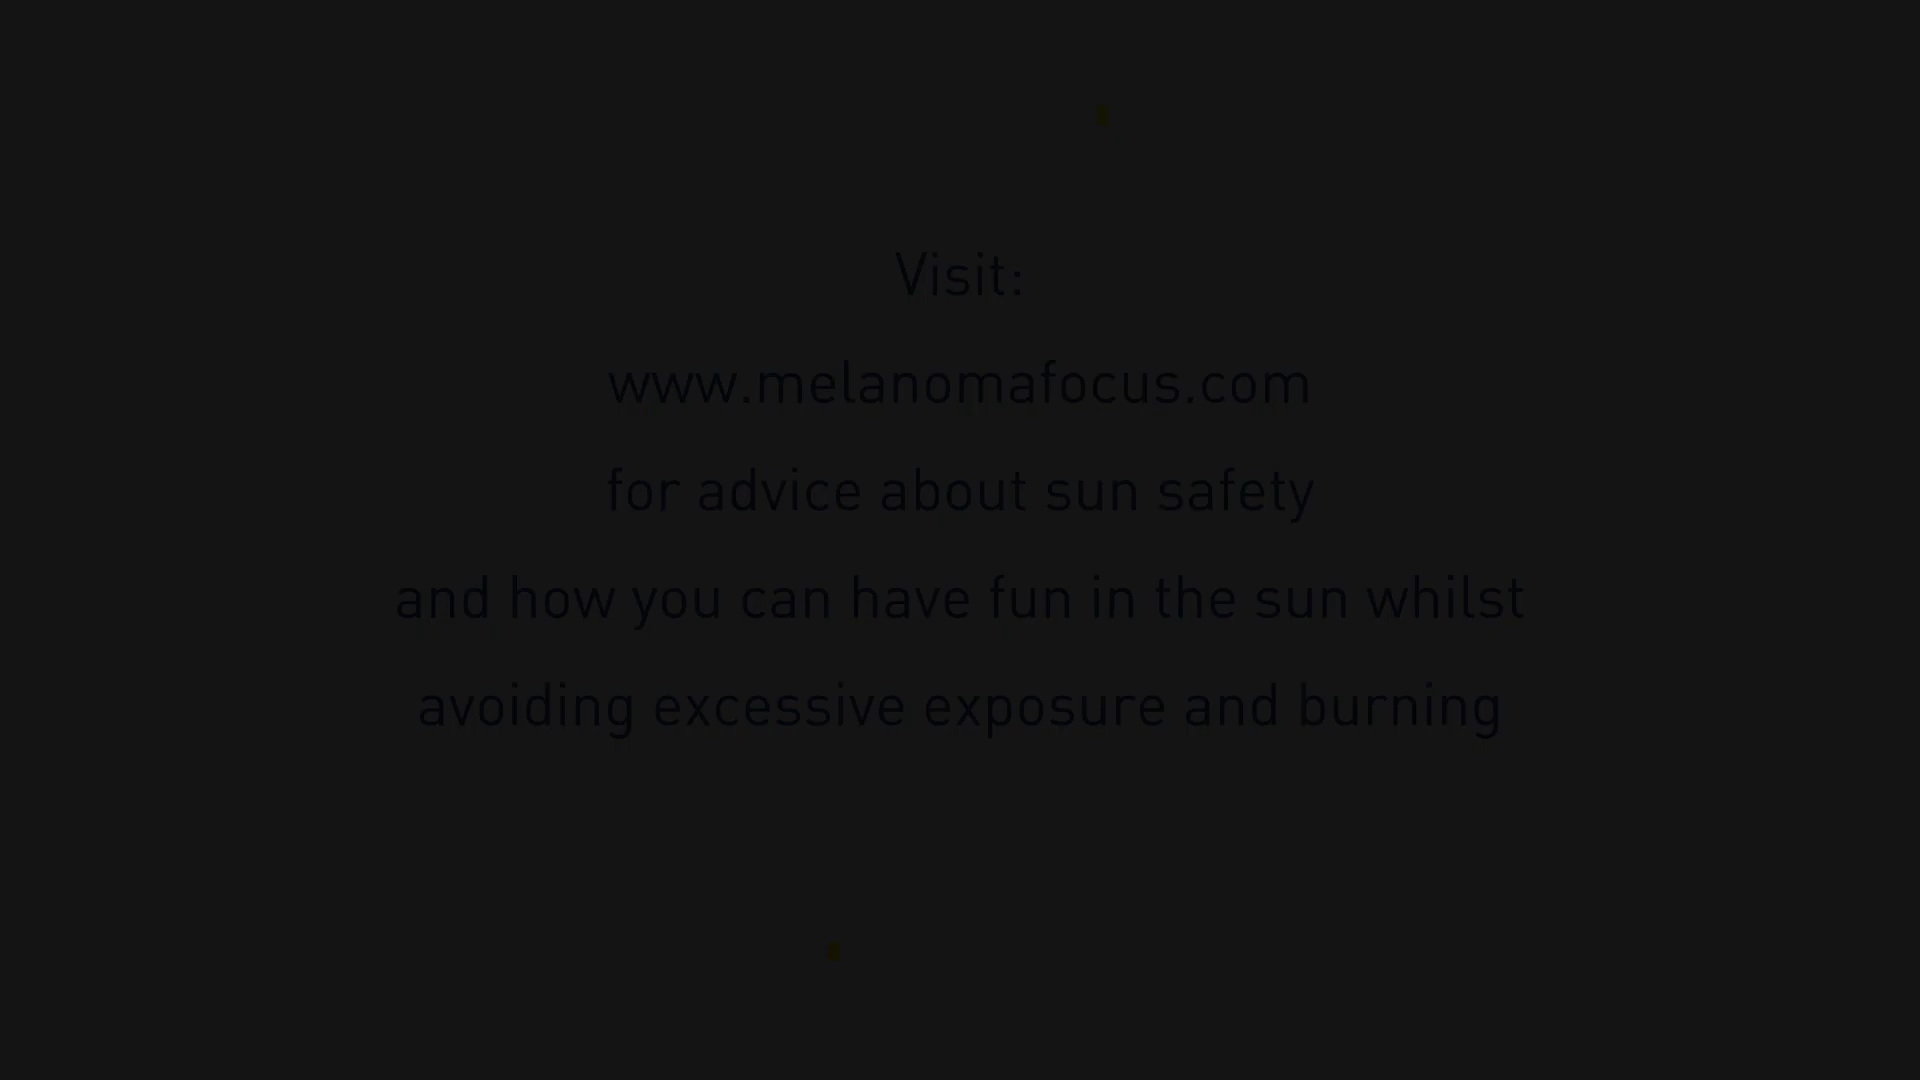 Visit:
www.melanomafocus.com
for advice about sun safety
and how you can have fun in the sun whilst
avoiding excessive exposure and burning